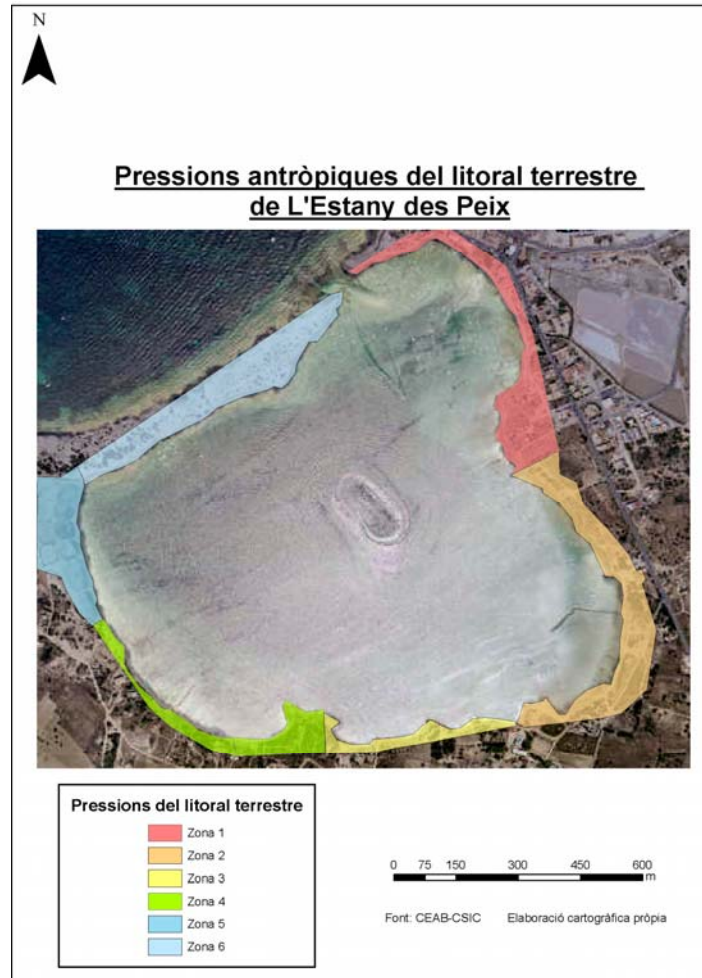 N
Pressions antròpiques del litoral terrestre
de L'Estany des Peix
Pressions del litoral terrestre
Zona 1
Zona 2
Zona 3
Zona 4
Zona 5
Zona 6
0 75 150 300 450 600
m
Font: CEAB-CSIC Elaboració cartogràfica pròpia